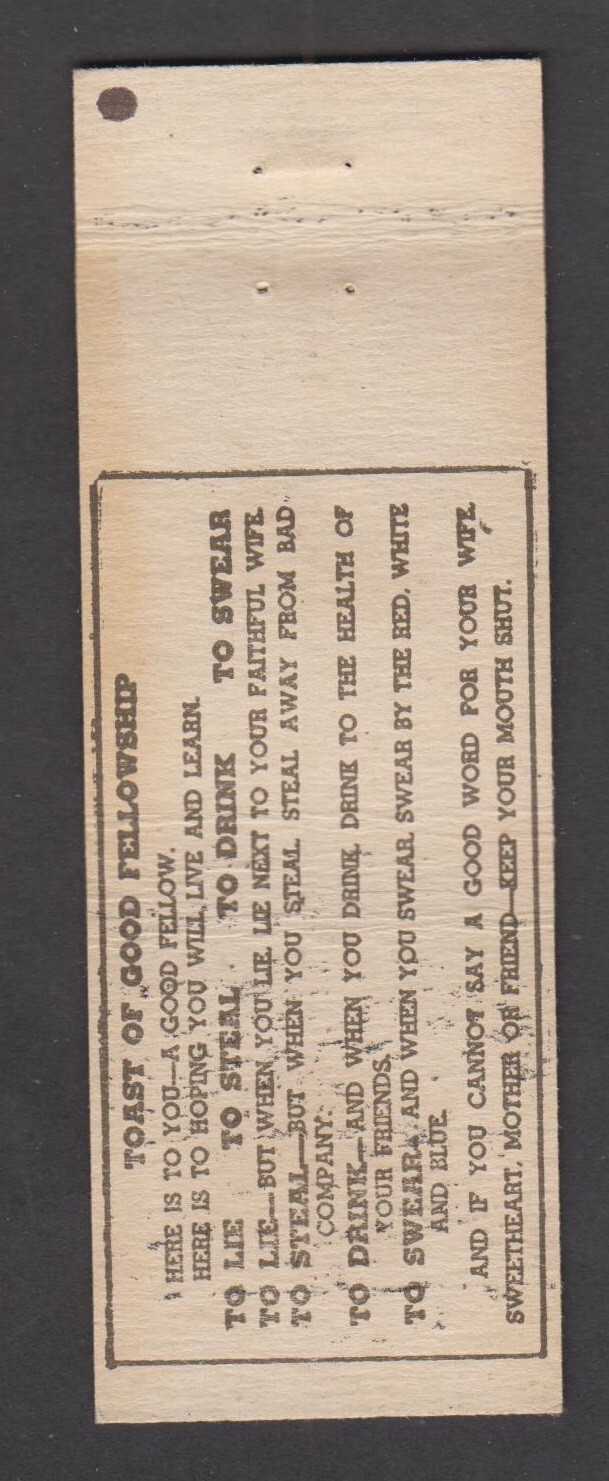 TOAST OF GOOD FELLOWSHIP
HERE IS TO YOU—A GOOD FELLOW.
HERE IS TO HOPING YOU WILL LIVE AND LEARN.
TO LIE TO STEAL TO DRINK TO SWEAR
TO LIE—BUT WHEN YOU LIE, LIE NEXT TO YOUR FAITHFUL WIFE.
TO STEAL—BUT WHEN YOU STEAL, STEAL AWAY FROM BAD
COMPANY.
TO DRINK—AND WHEN YOU DRINK, DRINK TO THE HEALTH OF
YOUR FRIENDS.
TO SWEAR, AND WHEN YOU SWEAR, SWEAR BY THE RED, WHITE
AND BLUE.
AND IF YOU CANNOT SAY A GOOD WORD FOR YOUR WIFE,
SWEETHEART, MOTHER OR FRIEND—KEEP YOUR MOUTH SHUT.